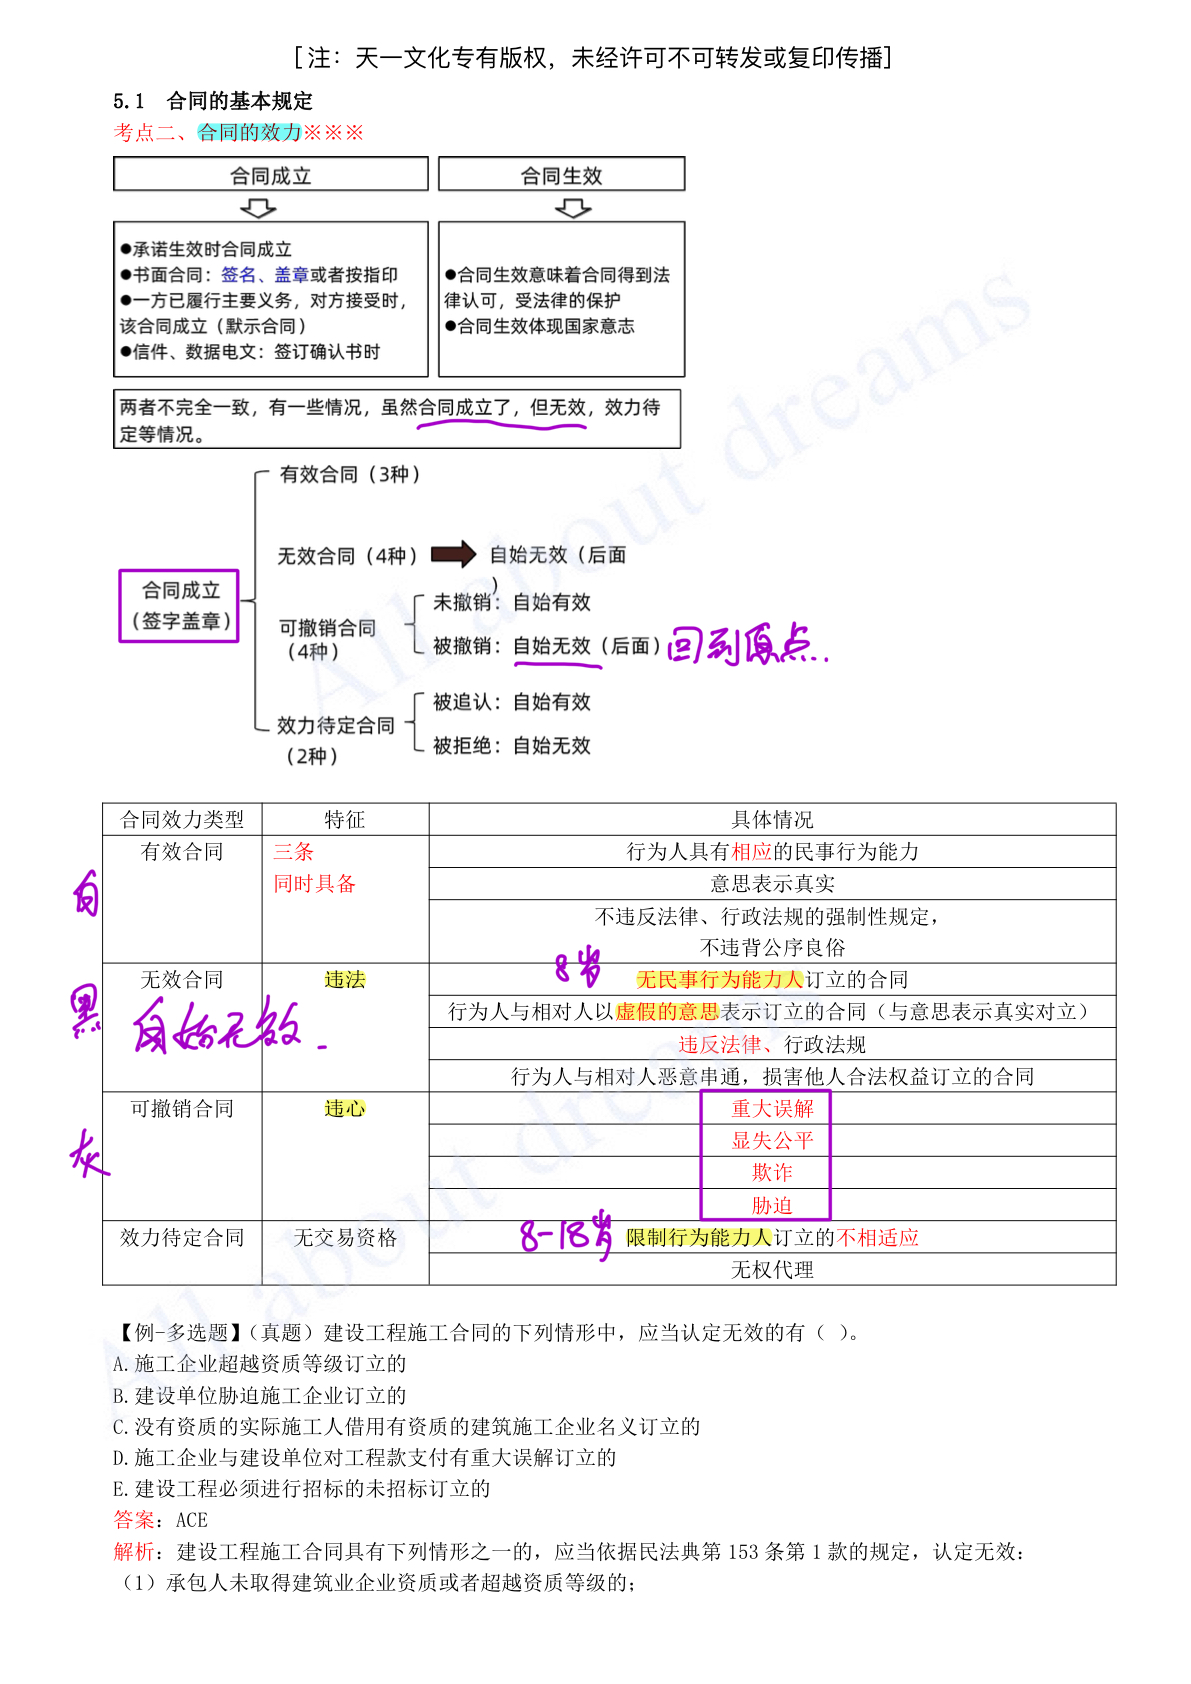 [注：天一文化专有版权，未经许可不可转发或复印传播]
5.1 合同的基本规定
考点二、合同的效力※※※
合同成立
合同生效
●承诺生效时合同成立
●书面合同：签名、盖章或者按指印
●一方已履行主要义务，对方接受时，
该合同成立（默示合同）
●信件、数据电文：签订确认书时
●合同生效意味着合同得到法
律认可，受法律的保护
●合同生效体现国家意志
两者不完全一致，有一些情况，虽然合同成立了，但无效，效力待
定等情况。
合同成立
（签字盖章）
有效合同（3种）
无效合同（4种）
自始无效（后面
）
可撤销合同
（4种）
未撤销：自始有效
被撤销：自始无效（后面）
回到原点.
效力待定合同
（2种）
被追认：自始有效
被拒绝：自始无效
合同效力类型 特征 具体情况
有效合同 三条 行为人具有相应的民事行为能力
同时具备 意思表示真实
白
不违反法律、行政法规的强制性规定，
不违背公序良俗
无效合同 违法 8岁 无民事行为能力人订立的合同
黑
自始无效.
行为人与相对人以虚假的意思表示订立的合同（与意思表示真实对立）
违反法律、行政法规
行为人与相对人恶意串通，损害他人合法权益订立的合同
可撤销合同 违心 重大误解
灰
显失公平
欺诈
胁迫
效力待定合同 无交易资格 8-18岁 限制行为能力人订立的不相适应
无权代理
【例-多选题】（真题）建设工程施工合同的下列情形中，应当认定无效的有（ ）。
A.施工企业超越资质等级订立的
B.建设单位胁迫施工企业订立的
C.没有资质的实际施工人借用有资质的建筑施工企业名义订立的
D.施工企业与建设单位对工程款支付有重大误解订立的
E.建设工程必须进行招标的未招标订立的
答案：ACE
解析：建设工程施工合同具有下列情形之一的，应当依据民法典第 153 条第 1 款的规定，认定无效：
（1）承包人未取得建筑业企业资质或者超越资质等级的；
All about dreams
All about dreams